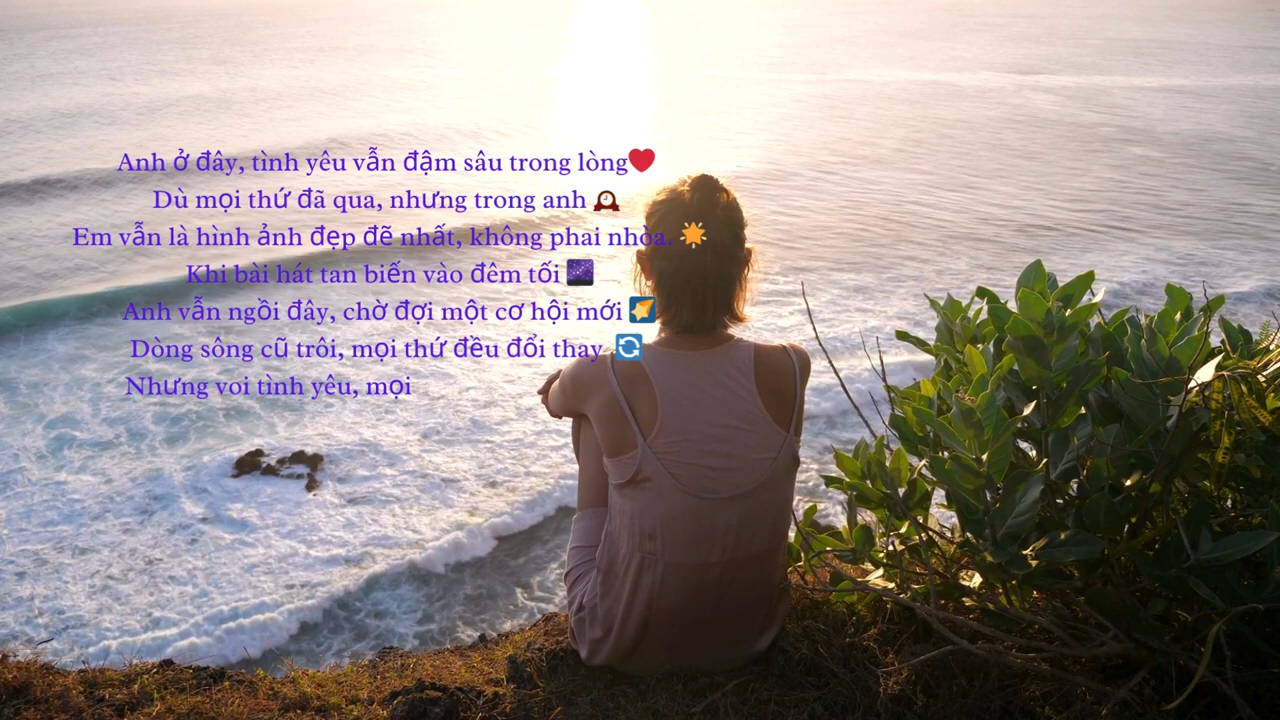 Anh ở đây, tình yêu vẫn đậm sâu trong lòng❤️
Dù mọi thứ đã qua, nhưng trong anh 🕰️
Em vẫn là hình ảnh đẹp đẽ nhất, không phai nhòa. 🌟
Khi bài hát tan biến vào đêm tối 🌌
Anh vẫn ngồi đây, chờ đợi một cơ hội mới 🌠
Dòng sông cũ trôi, mọi thứ đều đổi thay 🔄
Nhưng voi tình yêu, mọi